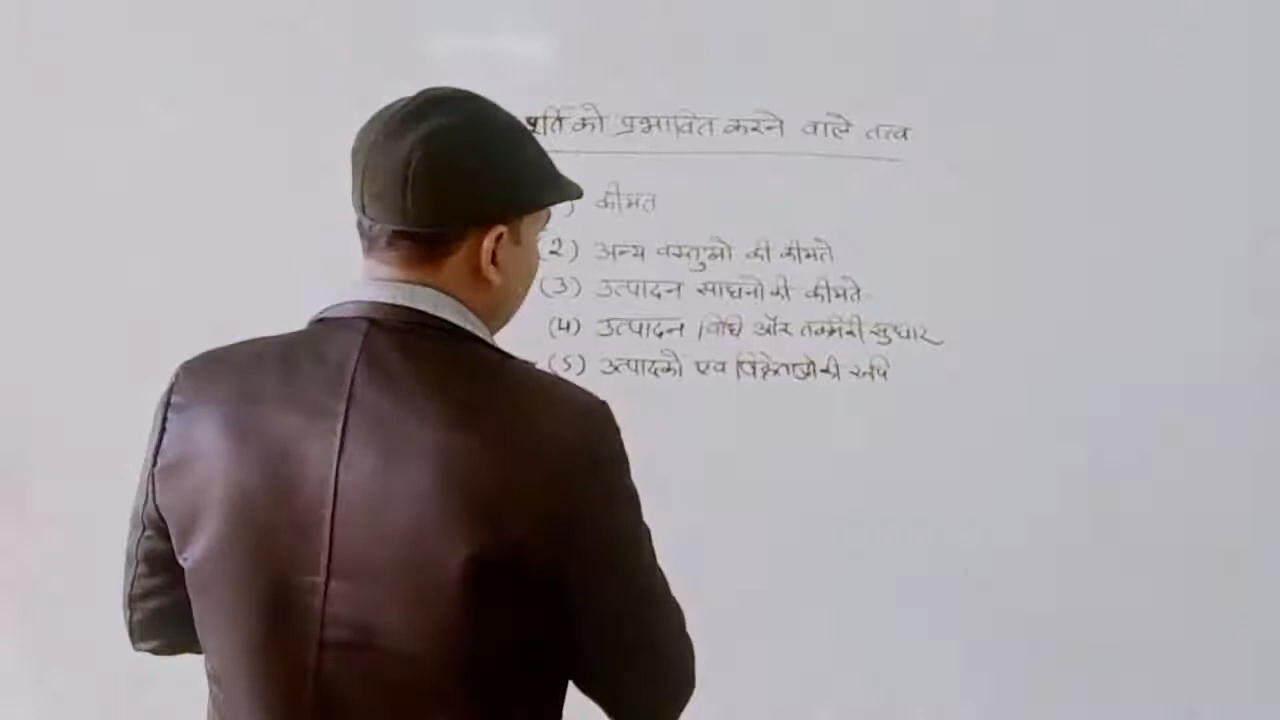 पूर्ति को प्रभावित करने वाले तत्व
) कीमत
(2) अन्य वस्तुओ की कीमते
(3) उत्पादन साधनो की कीमते
(4) उत्पादन विधि और तकनीकी सुधार
(5) उत्पादको एव विक्रेताओ की रूचि